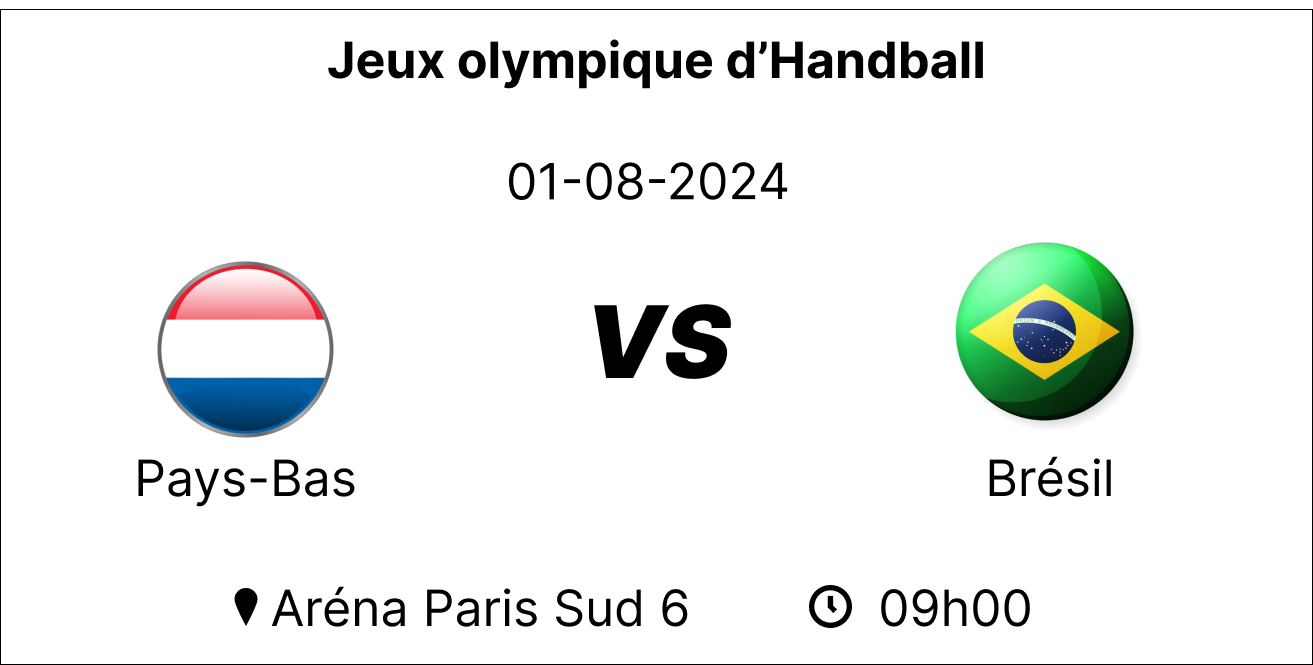 Jeux olympique d’Handball
01-08-2024
VS
Pays-Bas
Brésil
Aréna Paris Sud 6
09h00